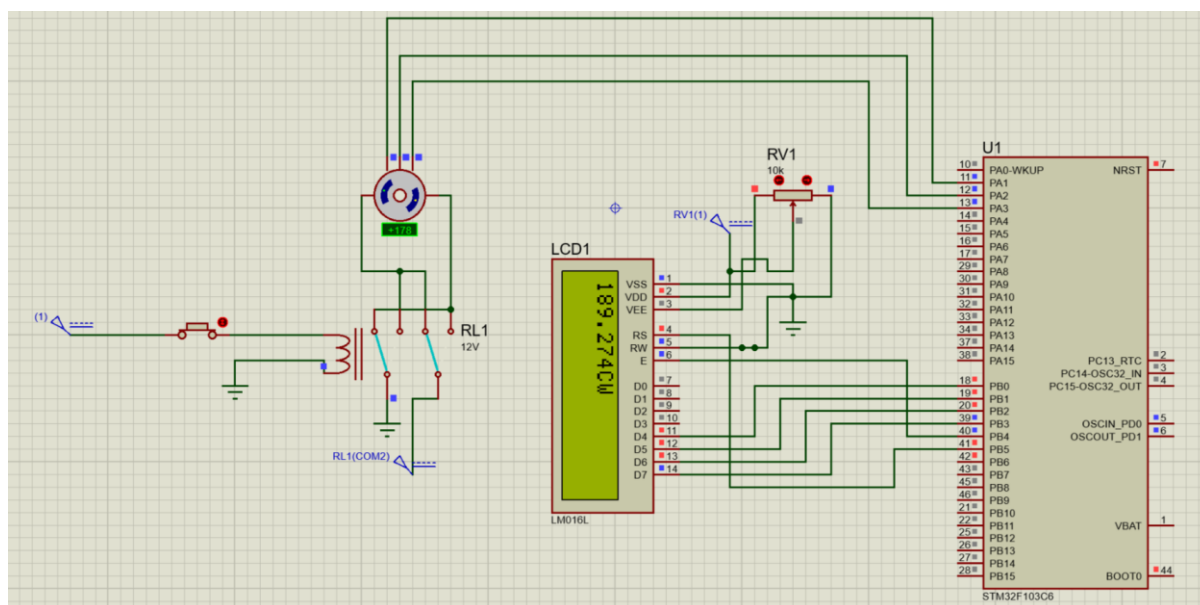 U1
RV1
10k
RV1(1)
+178
LCD1
189.274CW
LM016L
VSS 1
VDD 2
VEE 3
RS 4
RW 5
E 6
D0 7
D1 8
D2 9
D3 10
D4 11
D5 12
D6 13
D7 14
(1)
RL1
12V
RL1(COM2)
10 PA0-WKUP
11 PA1
12 PA2
13 PA3
14 PA4
15 PA5
16 PA6
17 PA7
29 PA8
30 PA9
31 PA10
32 PA11
33 PA12
34 PA13
37 PA14
38 PA15
18 PB0
19 PB1
20 PB2
39 PB3
40 PB4
41 PB5
42 PB6
43 PB7
45 PB8
46 PB9
21 PB10
22 PB11
25 PB12
26 PB13
27 PB14
28 PB15
NRST 7
PC13_RTC 2
PC14-OSC32_IN 3
PC15-OSC32_OUT 4
OSCIN_PD0 5
OSCOUT_PD1 6
VBAT 1
BOOT0 44
STM32F103C6